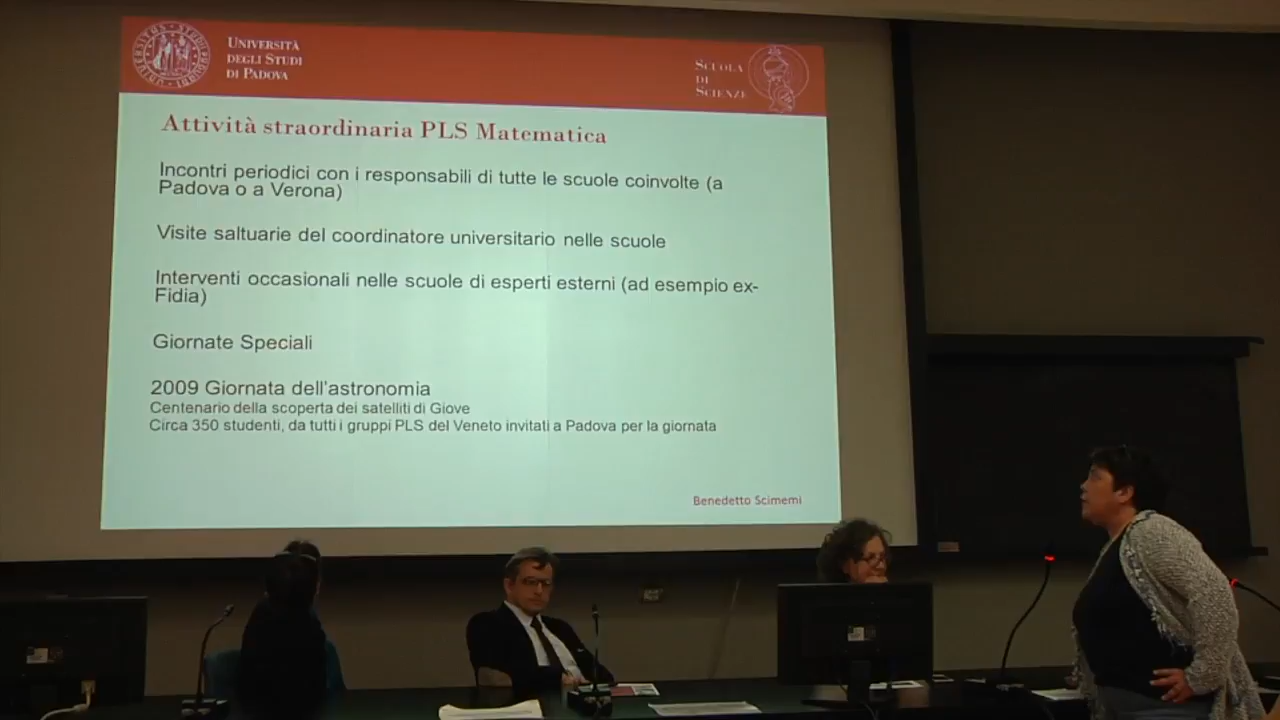 UNIVERSITÀ
DEGLI STUDI
DI PADOVA
SCUOLA
DI
SCIENZE
Attività straordinaria PLS Matematica
Incontri periodici con i responsabili di tutte le scuole coinvolte (a
Padova o a Verona)
Visite saltuarie del coordinatore universitario nelle scuole
Interventi occasionali nelle scuole di esperti esterni (ad esempio ex-
Fidia)
Giornate Speciali
2009 Giornata dell'astronomia
Centenario della scoperta dei satelliti di Giove
Circa 350 studenti, da tutti i gruppi PLS del Veneto invitati a Padova per la giornata
Benedetto Scimemi